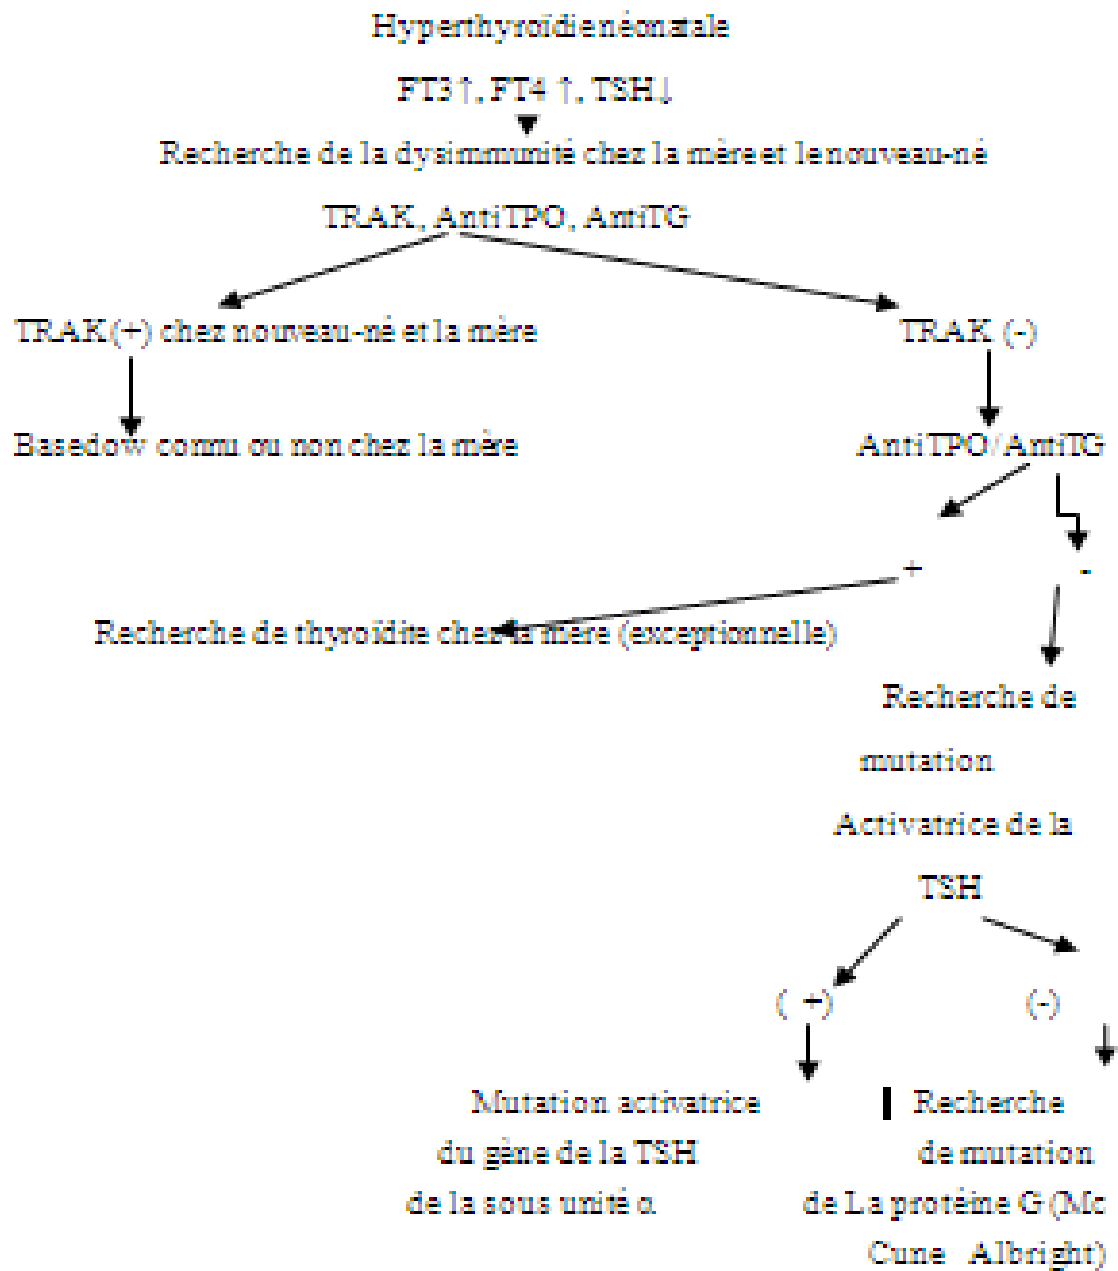 Hyperthyroïdie néonatale
FT3 ↑, FT4 ↑, TSH↓
Recherche de la dysimmunité chez la mère et le nouveau-né
TRAK, AntiTPO, AntiTG
TRAK (+) chez nouveau-né et la mère
TRAK (-)
Basedow connu ou non chez la mère
AntiTPO/AntiTG
+
-
Recherche de thyroïdite chez la mère (exceptionnelle)
Recherche de
mutation
Activatrice de la
TSH
( +)
(-)
Mutation activatrice
du gène de la TSH
de la sous unité α
Recherche
de mutation
de La protéine G (Mc
Cune Albright)